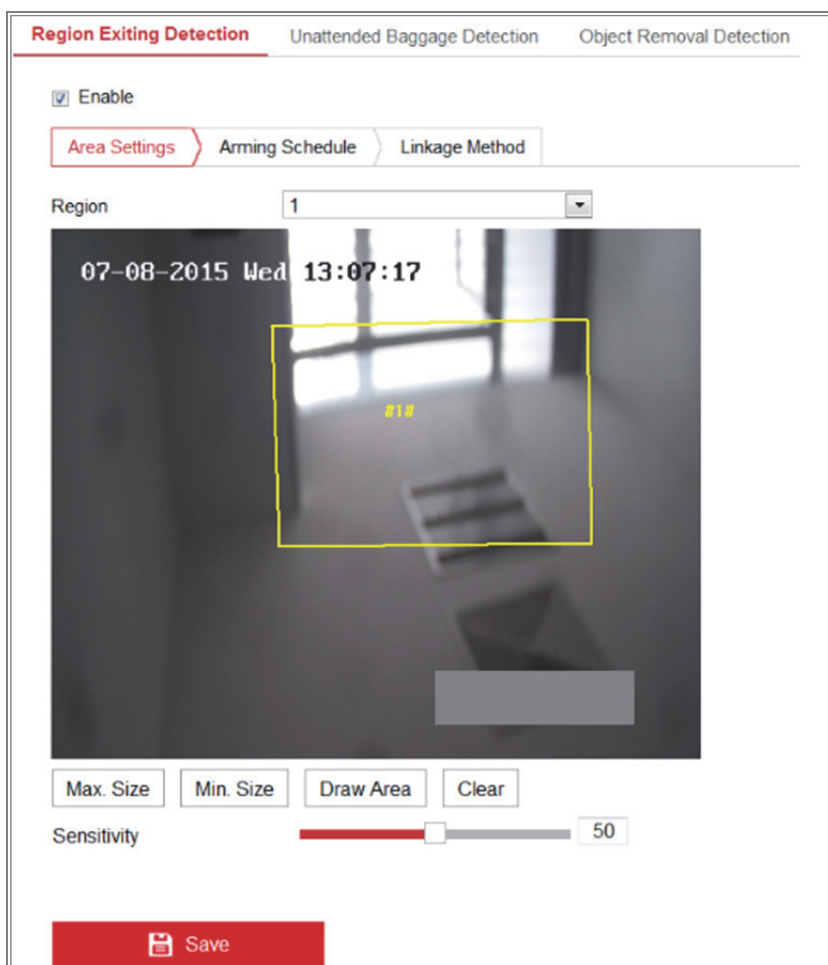 Region Exiting Detection Unattended Baggage Detection Object Removal Detection
Enable
Area Settings Arming Schedule Linkage Method
Region 1
07-08-2015 Wed 13:07:17
#1#
Max. Size Min. Size Draw Area Clear
Sensitivity 50
Save